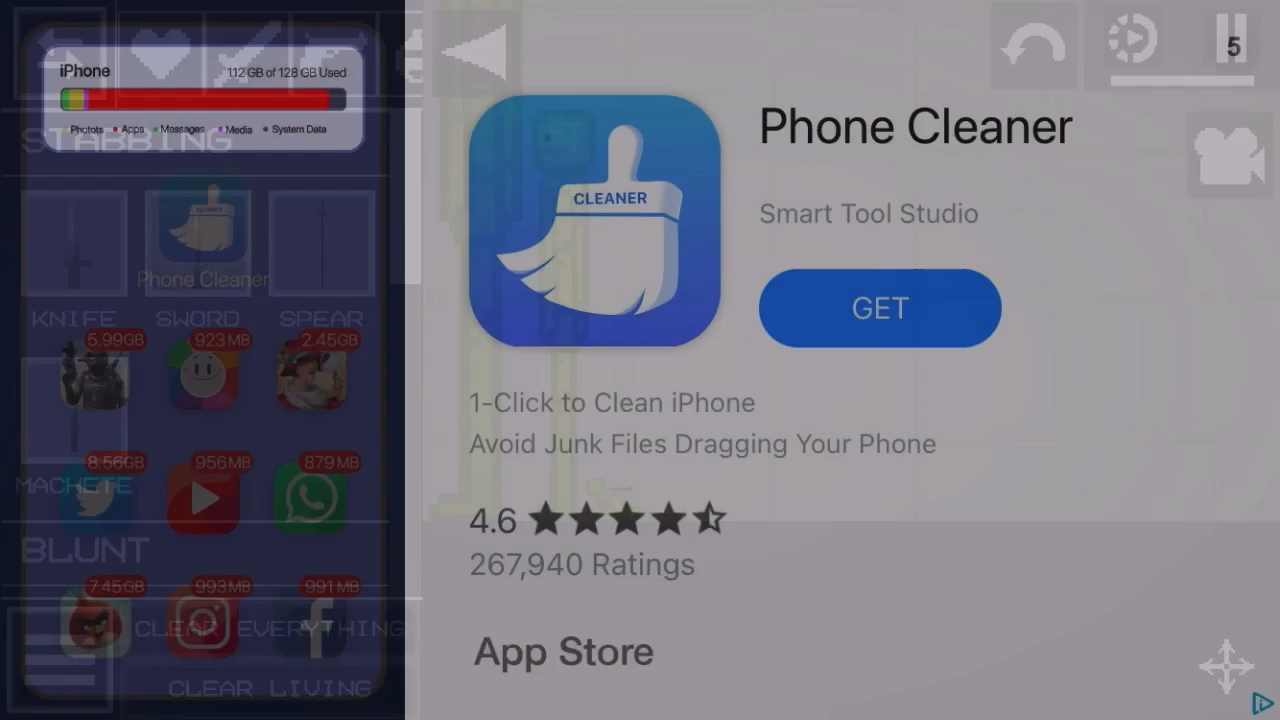 iPhone
112 GB of 128 GB Used
Photots
Apps
Messages
Media
System Data
STABBING
CLEANER
Phone Cleaner
KNIFE
SWORD
SPEAR
5.99GB
923MB
2.45GB
8.56GB
956MB
879MB
MACHETE
BLUNT
7.45GB
993MB
991MB
CLEAR EVERYTHING
CLEAR LIVING
5
CLEANER
Phone Cleaner
Smart Tool Studio
GET
1-Click to Clean iPhone
Avoid Junk Files Dragging Your Phone
4.6
267,940 Ratings
App Store